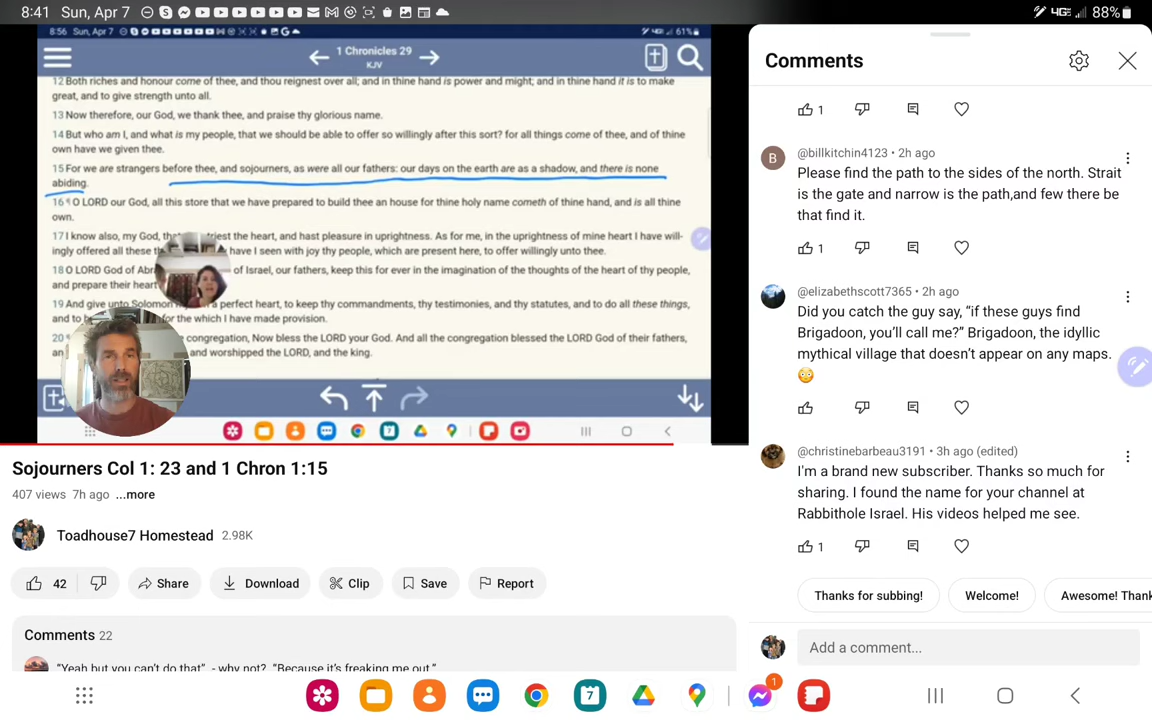 8:41 Sun, Apr 7
88%
8:56 Sun, Apr 7
61%
1 Chronicles 29
KJV
12 Both riches and honour come of thee, and thou reignest over all; and in thine hand is power and might; and in thine hand it is to make
great, and to give strength unto all.
13 Now therefore, our God, we thank thee, and praise thy glorious name.
14 But who am I, and what is my people, that we should be able to offer so willingly after this sort? for all things come of thee, and of thine
own have we given thee.
15 For we are strangers before thee, and sojourners, as were all our fathers: our days on the earth are as a shadow, and there is none
abiding.
16 ¶ O LORD our God, all this store that we have prepared to build thee an house for thine holy name cometh of thine hand, and is all thine
own.
17 I know also, my God, that triest the heart, and hast pleasure in uprightness. As for me, in the uprightness of mine heart I have will-
ingly offered all these have I seen with joy thy people, which are present here, to offer willingly unto thee.
18 O LORD God of of Israel, our fathers, keep this for ever in the imagination of the thoughts of the heart of thy people,
and prepare their heart
19 And give unto Solomon perfect heart, to keep thy commandments, thy testimonies, and thy statutes, and to do all these things,
and to for the which I have made provision.
20 congregation, Now bless the LORD your God. And all the congregation blessed the LORD God of their fathers,
and worshipped the LORD, and the king.
Sojourners Col 1: 23 and 1 Chron 1:15
407 views 7h ago ...more
Toadhouse7 Homestead 2.98K
42 Share Download Clip Save Report
Comments 22
"Yeah but you can't do that" - why not? "Because it's freaking me out."
Comments
1
B
@billkitchin4123 • 2h ago
Please find the path to the sides of the north. Strait
is the gate and narrow is the path,and few there be
that find it.
1
@elizabethscott7365 • 2h ago
Did you catch the guy say, "if these guys find
Brigadoon, you'll call me?" Brigadoon, the idyllic
mythical village that doesn't appear on any maps.
@christinebarbeau3191 • 3h ago (edited)
I'm a brand new subscriber. Thanks so much for
sharing. I found the name for your channel at
Rabbithole Israel. His videos helped me see.
1
Thanks for subbing! Welcome! Awesome! Thank
Add a comment...
7
1